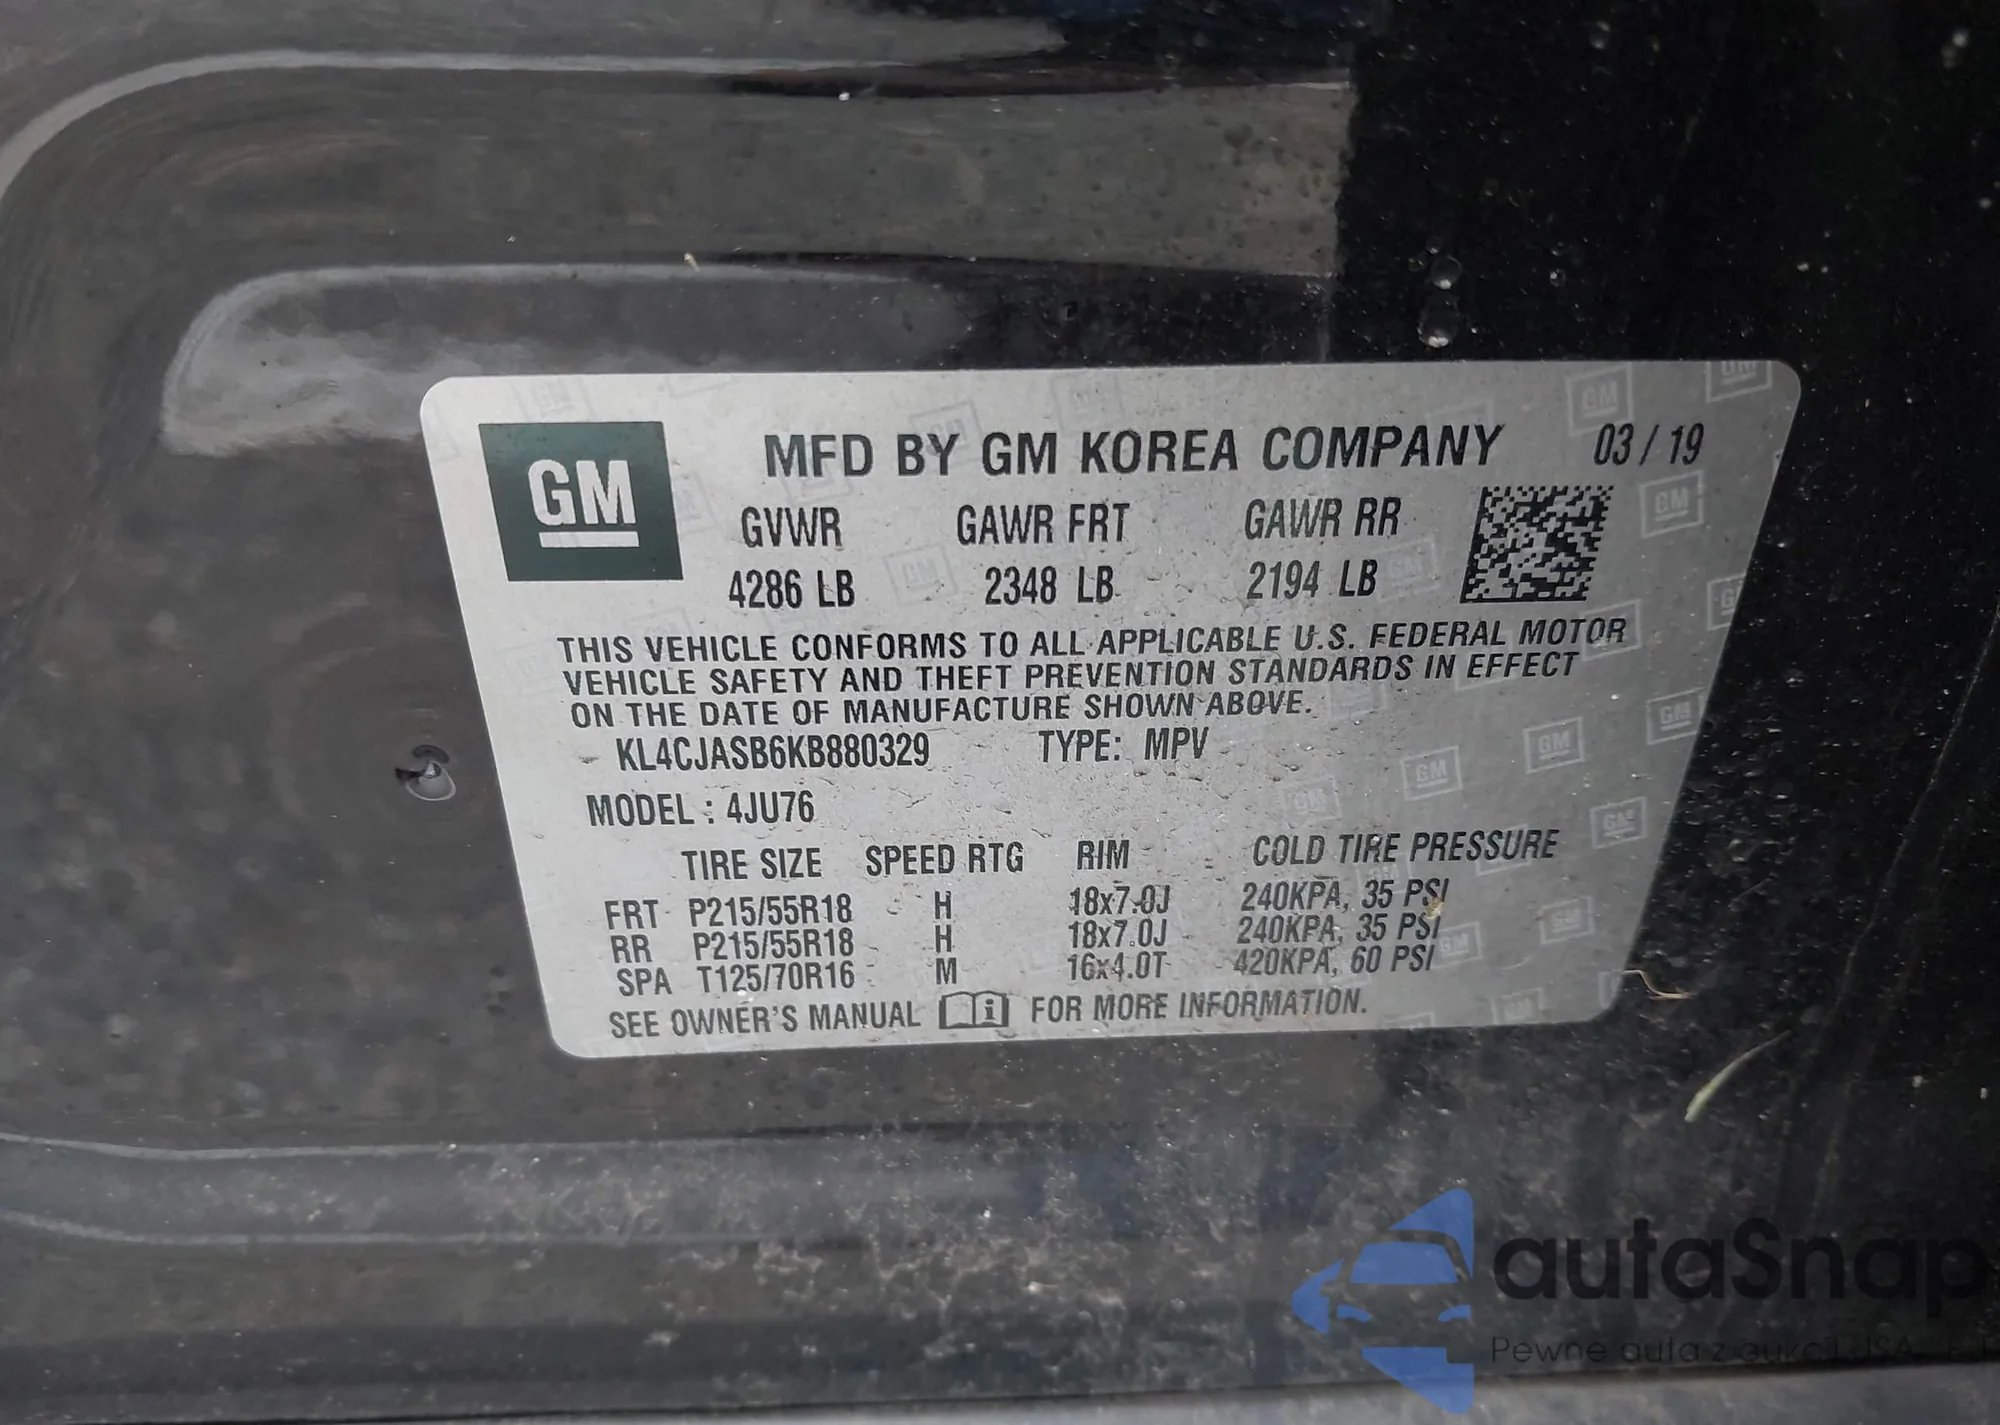 GM
MFD BY GM KOREA COMPANY 03 / 19
GVWR GAWR FRT GAWR RR
4286 LB 2348 LB 2194 LB
THIS VEHICLE CONFORMS TO ALL APPLICABLE U.S. FEDERAL MOTOR
VEHICLE SAFETY AND THEFT PREVENTION STANDARDS IN EFFECT
ON THE DATE OF MANUFACTURE SHOWN ABOVE.
KL4CJASB6KB880329 TYPE: MPV
MODEL : 4JU76
TIRE SIZE SPEED RTG RIM COLD TIRE PRESSURE
FRT P215/55R18 H 18x7.0J 240KPA, 35 PSI
RR P215/55R18 H 18x7.0J 240KPA, 35 PSI
SPA T125/70R16 M 16x4.0T 420KPA, 60 PSI
SEE OWNER'S MANUAL FOR MORE INFORMATION.
autaSnap
Pewne auta z aukcji USA